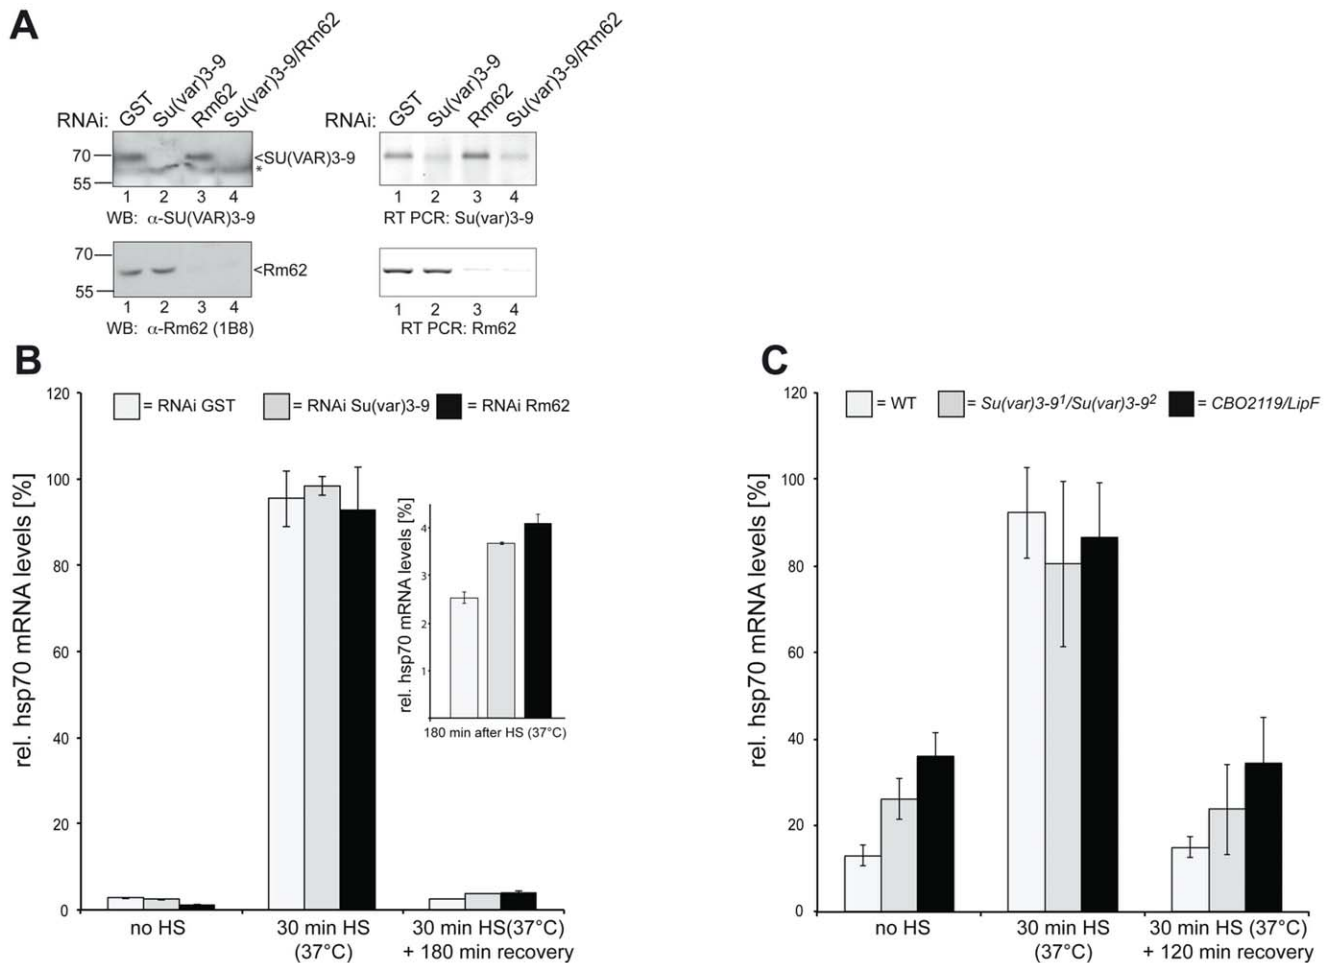 A
RNAi: GST Su(var)3-9 Rm62 Su(var)3-9/Rm62
70
<SU(VAR)3-9
*
55
1 2 3 4
WB: α-SU(VAR)3-9
70
<Rm62
55
1 2 3 4
WB: α-Rm62 (1B8)
RNAi: GST Su(var)3-9 Rm62 Su(var)3-9/Rm62
1 2 3 4
RT PCR: Su(var)3-9
1 2 3 4
RT PCR: Rm62
B
= RNAi GST = RNAi Su(var)3-9 = RNAi Rm62
rel. hsp70 mRNA levels [%]
120
100
80
60
40
20
0
no HS
30 min HS
(37°C)
30 min HS(37°C)
+ 180 min recovery
rel. hsp70 mRNA levels [%]
4
3
2
1
180 min after HS (37°C)
C
= WT = Su(var)3-9¹/Su(var)3-9² = CBO2119/LipF
rel. hsp70 mRNA levels [%]
120
100
80
60
40
20
0
no HS
30 min HS
(37°C)
30 min HS (37°C)
+ 120 min recovery